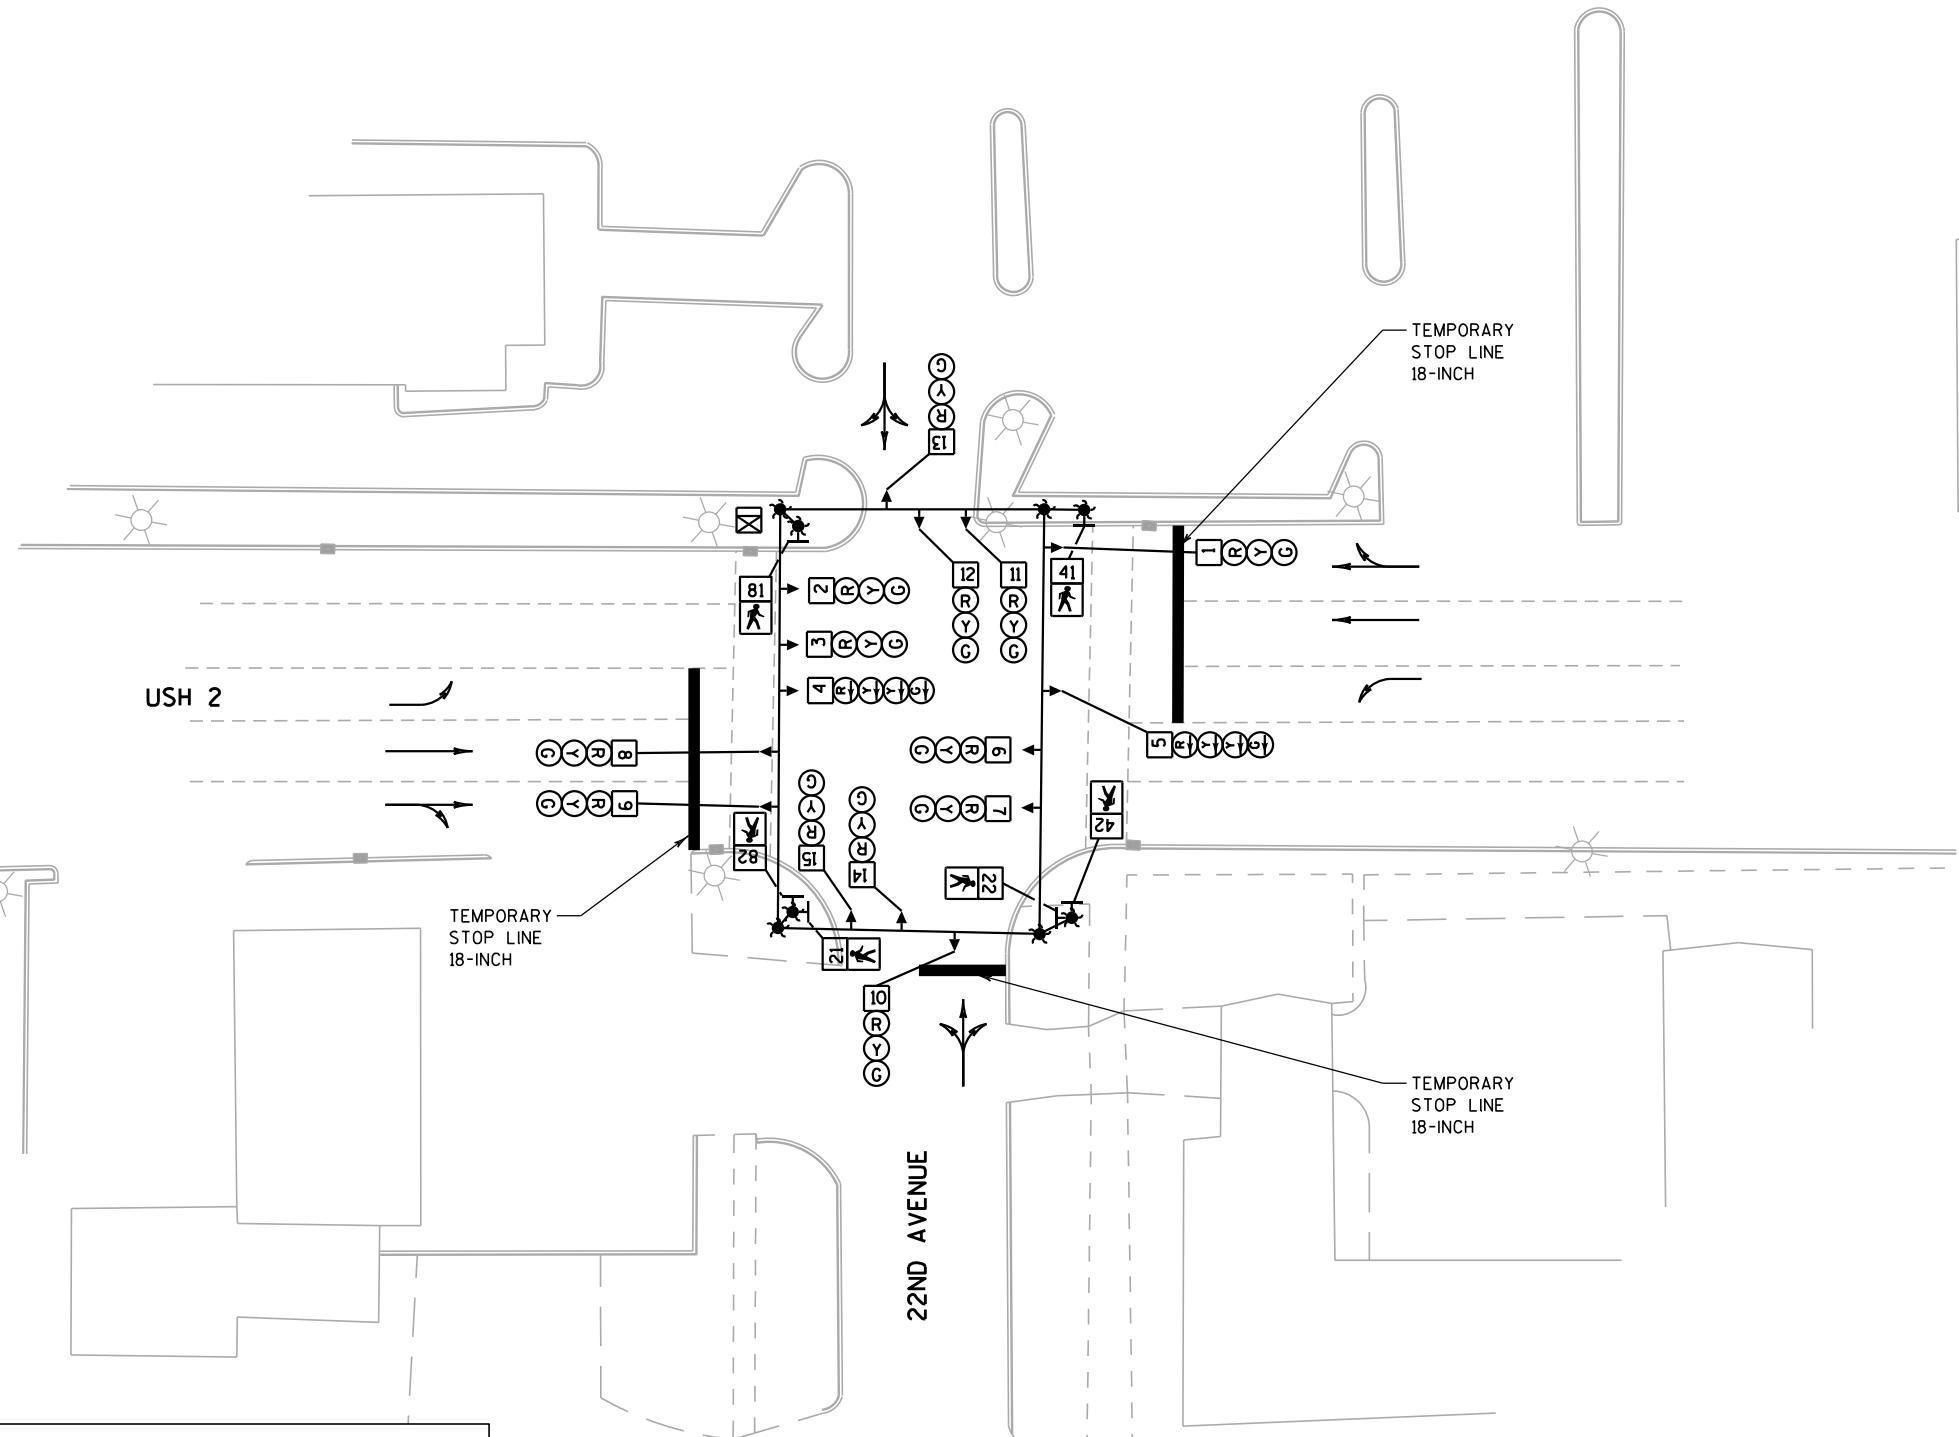 G
Y
R
13
TEMPORARY
STOP LINE
18-INCH
1 R Y G
12
R
Y
G
11
R
Y
G
41
81
2 R Y G
3 R Y G
4 R Y Y G
USH 2
5 R Y Y G
G Y R 8
G Y R 6
G Y R 9
G Y R 7
G
Y
R
15
G
Y
R
14
82
42
22
21
TEMPORARY
STOP LINE
18-INCH
10
R
Y
G
TEMPORARY
STOP LINE
18-INCH
22ND AVENUE